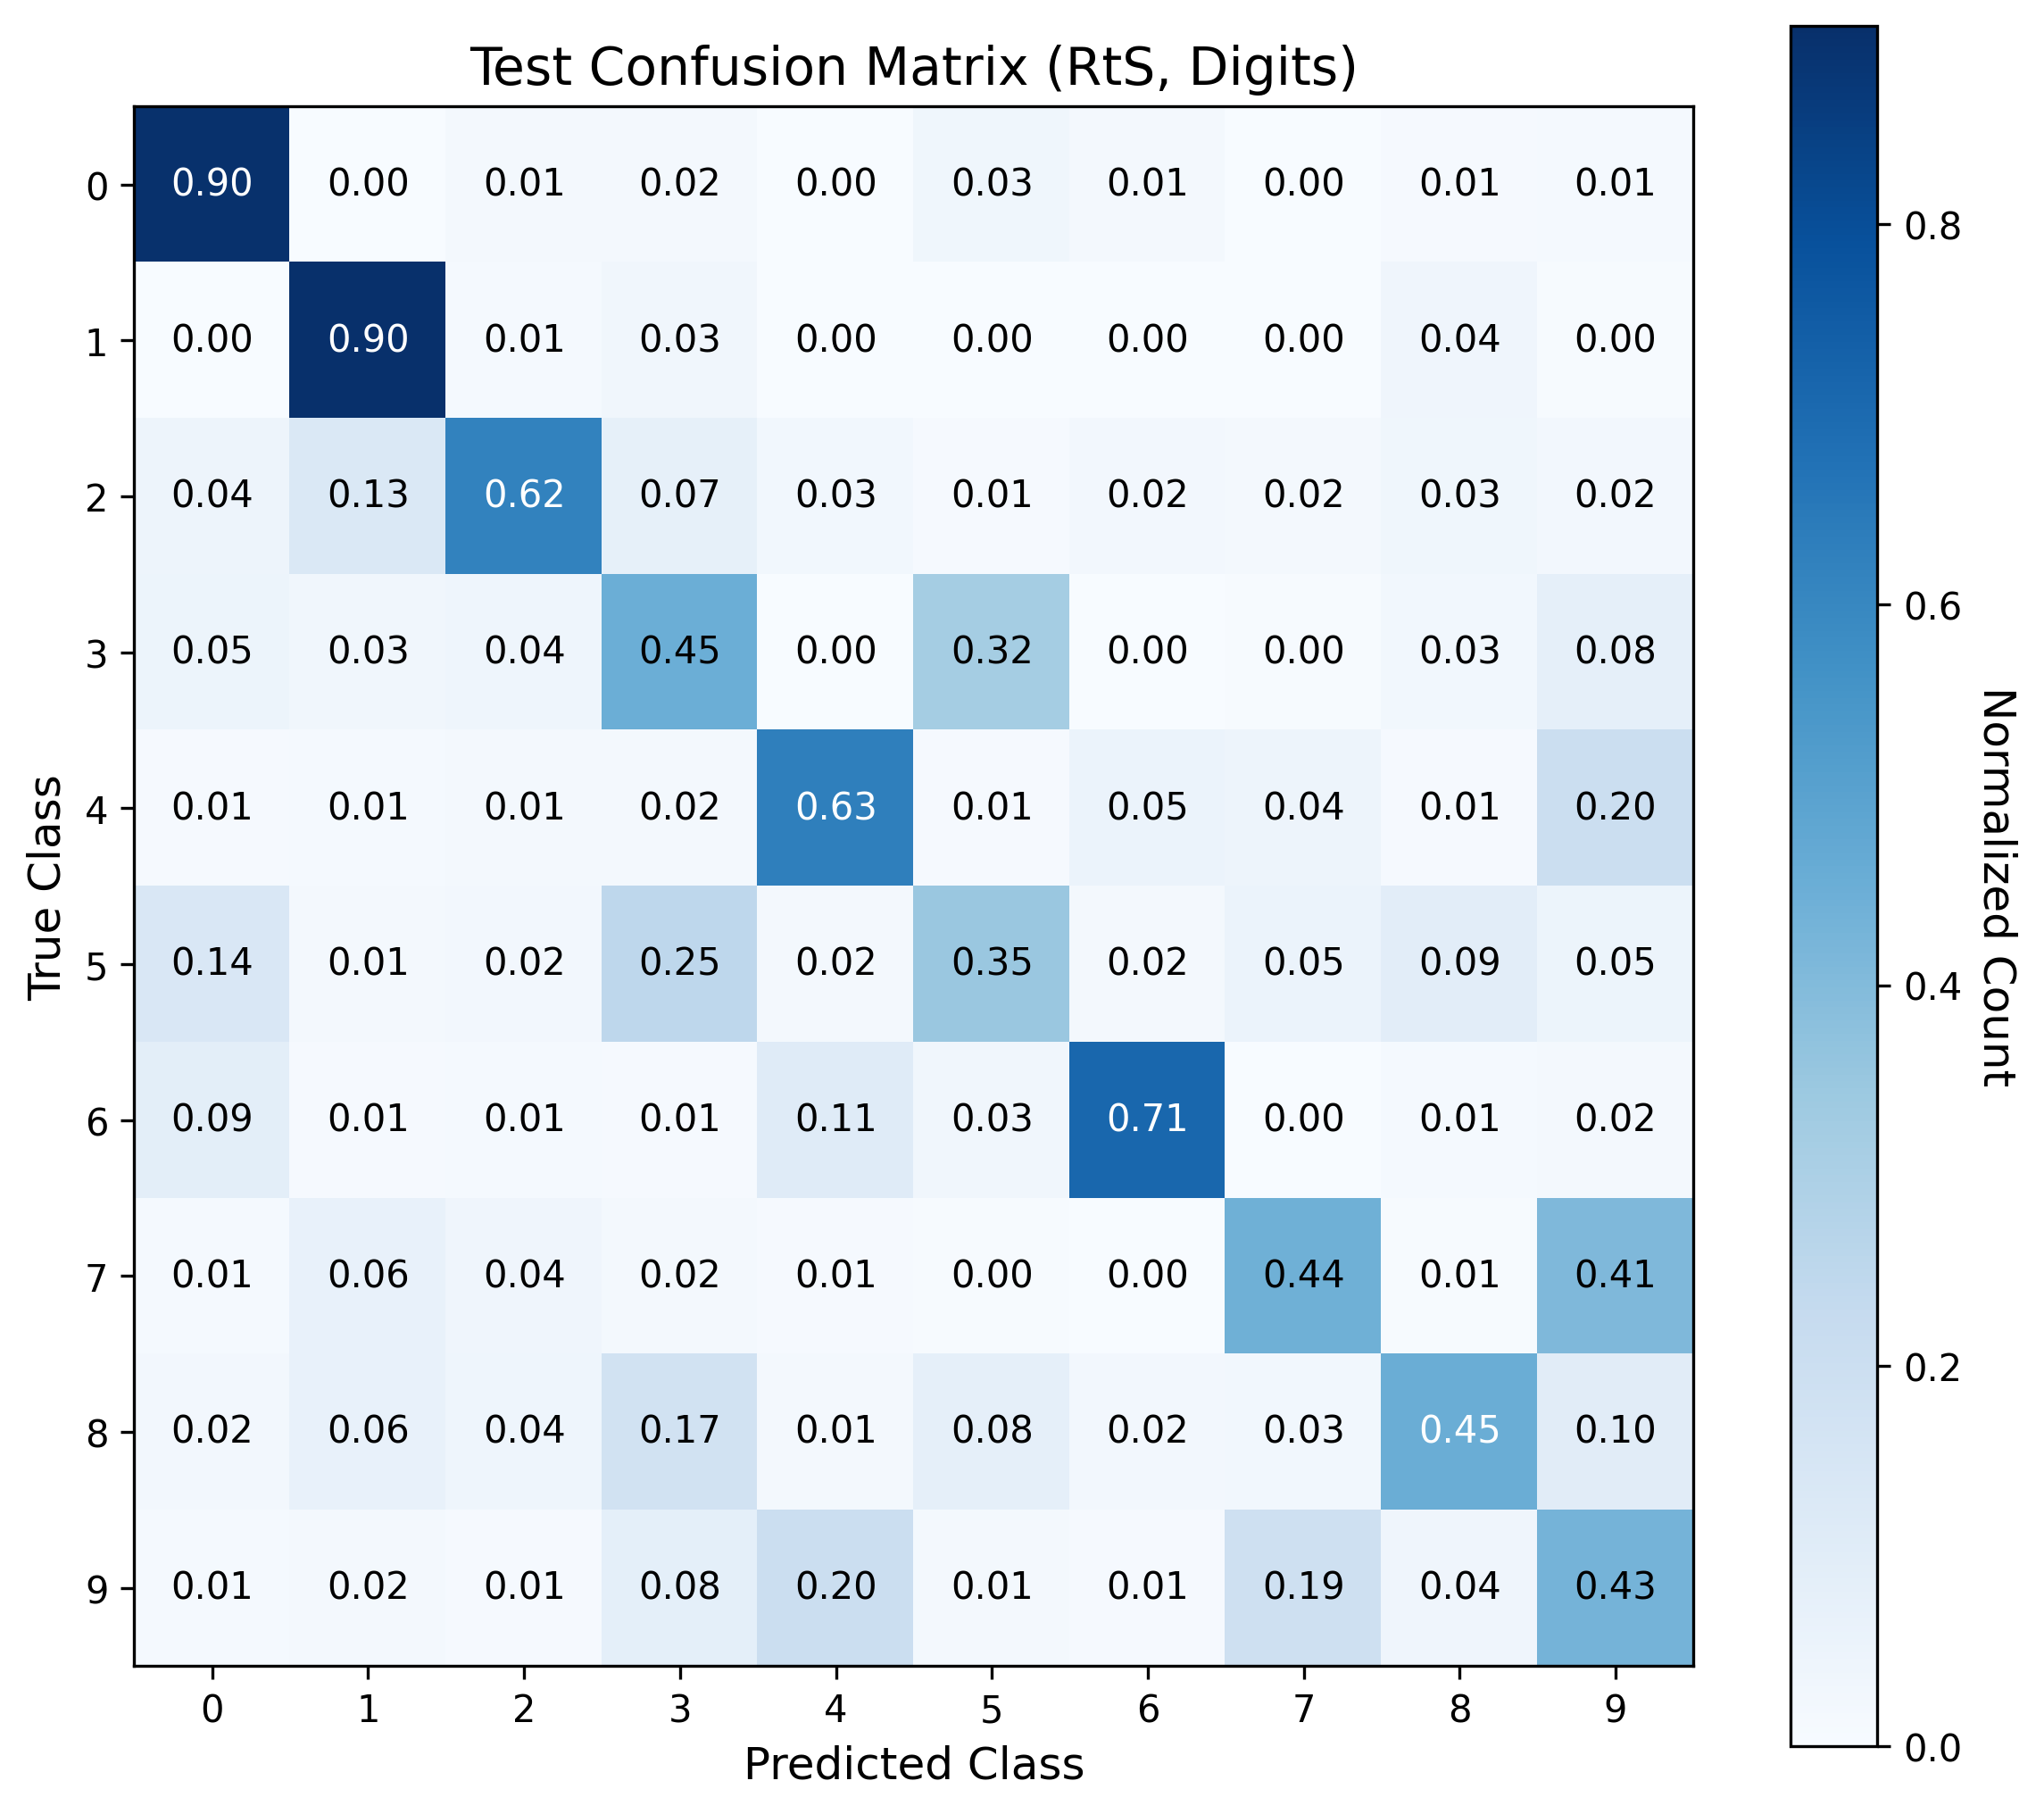 Test Confusion Matrix (RtS, Digits)
0 0.90 0.00 0.01 0.02 0.00 0.03 0.01 0.00 0.01 0.01
1 0.00 0.90 0.01 0.03 0.00 0.00 0.00 0.00 0.04 0.00
2 0.04 0.13 0.62 0.07 0.03 0.01 0.02 0.02 0.03 0.02
3 0.05 0.03 0.04 0.45 0.00 0.32 0.00 0.00 0.03 0.08
4 0.01 0.01 0.01 0.02 0.63 0.01 0.05 0.04 0.01 0.20
5 0.14 0.01 0.02 0.25 0.02 0.35 0.02 0.05 0.09 0.05
6 0.09 0.01 0.01 0.01 0.11 0.03 0.71 0.00 0.01 0.02
7 0.01 0.06 0.04 0.02 0.01 0.00 0.00 0.44 0.01 0.41
8 0.02 0.06 0.04 0.17 0.01 0.08 0.02 0.03 0.45 0.10
9 0.01 0.02 0.01 0.08 0.20 0.01 0.01 0.19 0.04 0.43
0 1 2 3 4 5 6 7 8 9
Predicted Class
True Class
0.8
0.6
0.4
0.2
0.0
Normalized Count